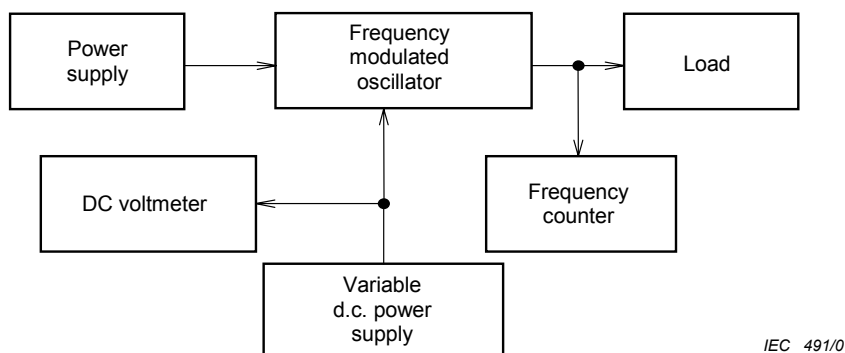 Power
supply
Frequency
modulated
oscillator
Load
DC voltmeter
Frequency
counter
Variable
d.c. power
supply
IEC 491/0